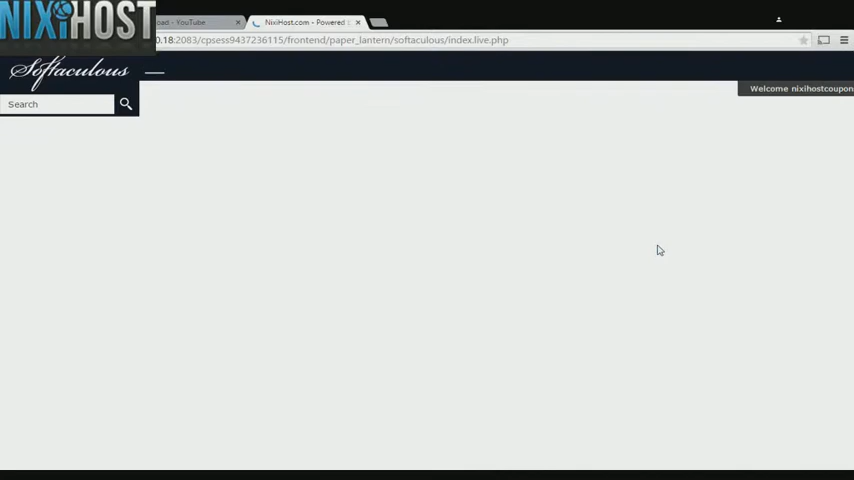 NIXIHOST
oad - YouTube
NixiHost.com - Powered
0.18:2083/cpsess9437236115/frontend/paper_lantern/softaculous/index.live.php
Softaculous
Welcome nixihostcoupon
Search